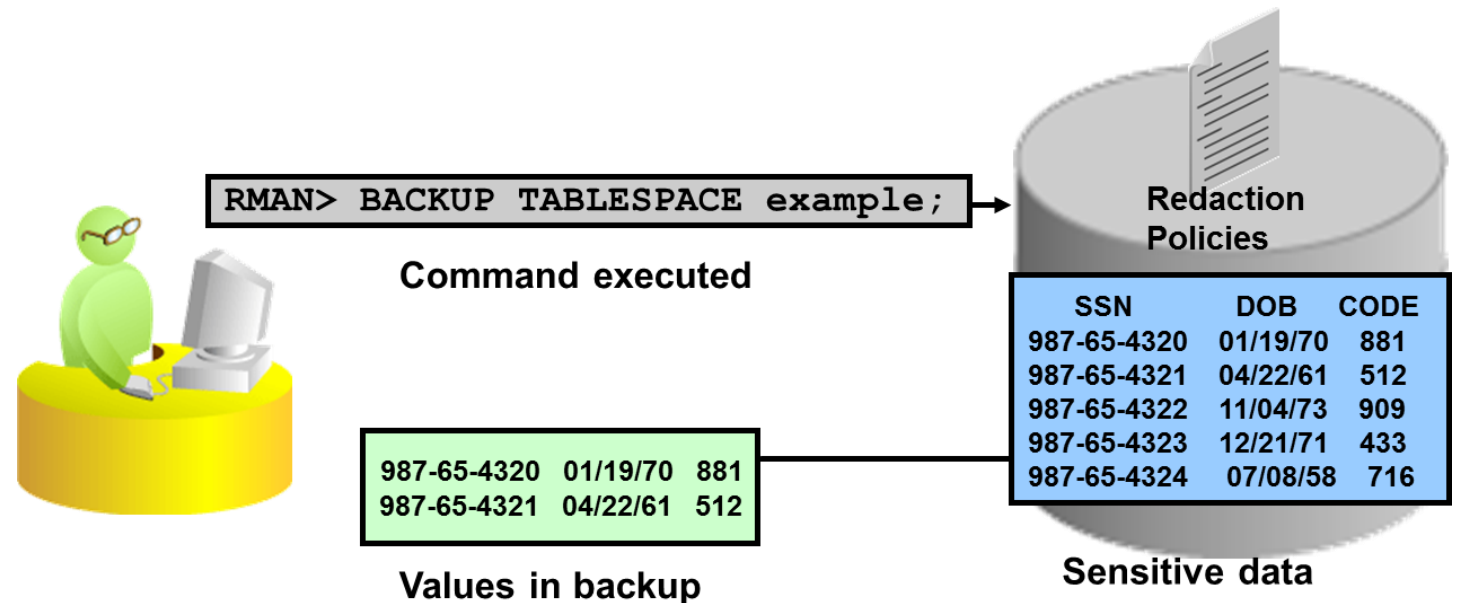 RMAN> BACKUP TABLESPACE example;
Command executed
Redaction
Policies
SSN DOB CODE
987-65-4320 01/19/70 881
987-65-4321 04/22/61 512
987-65-4322 11/04/73 909
987-65-4323 12/21/71 433
987-65-4324 07/08/58 716
Sensitive data
987-65-4320 01/19/70 881
987-65-4321 04/22/61 512
Values in backup